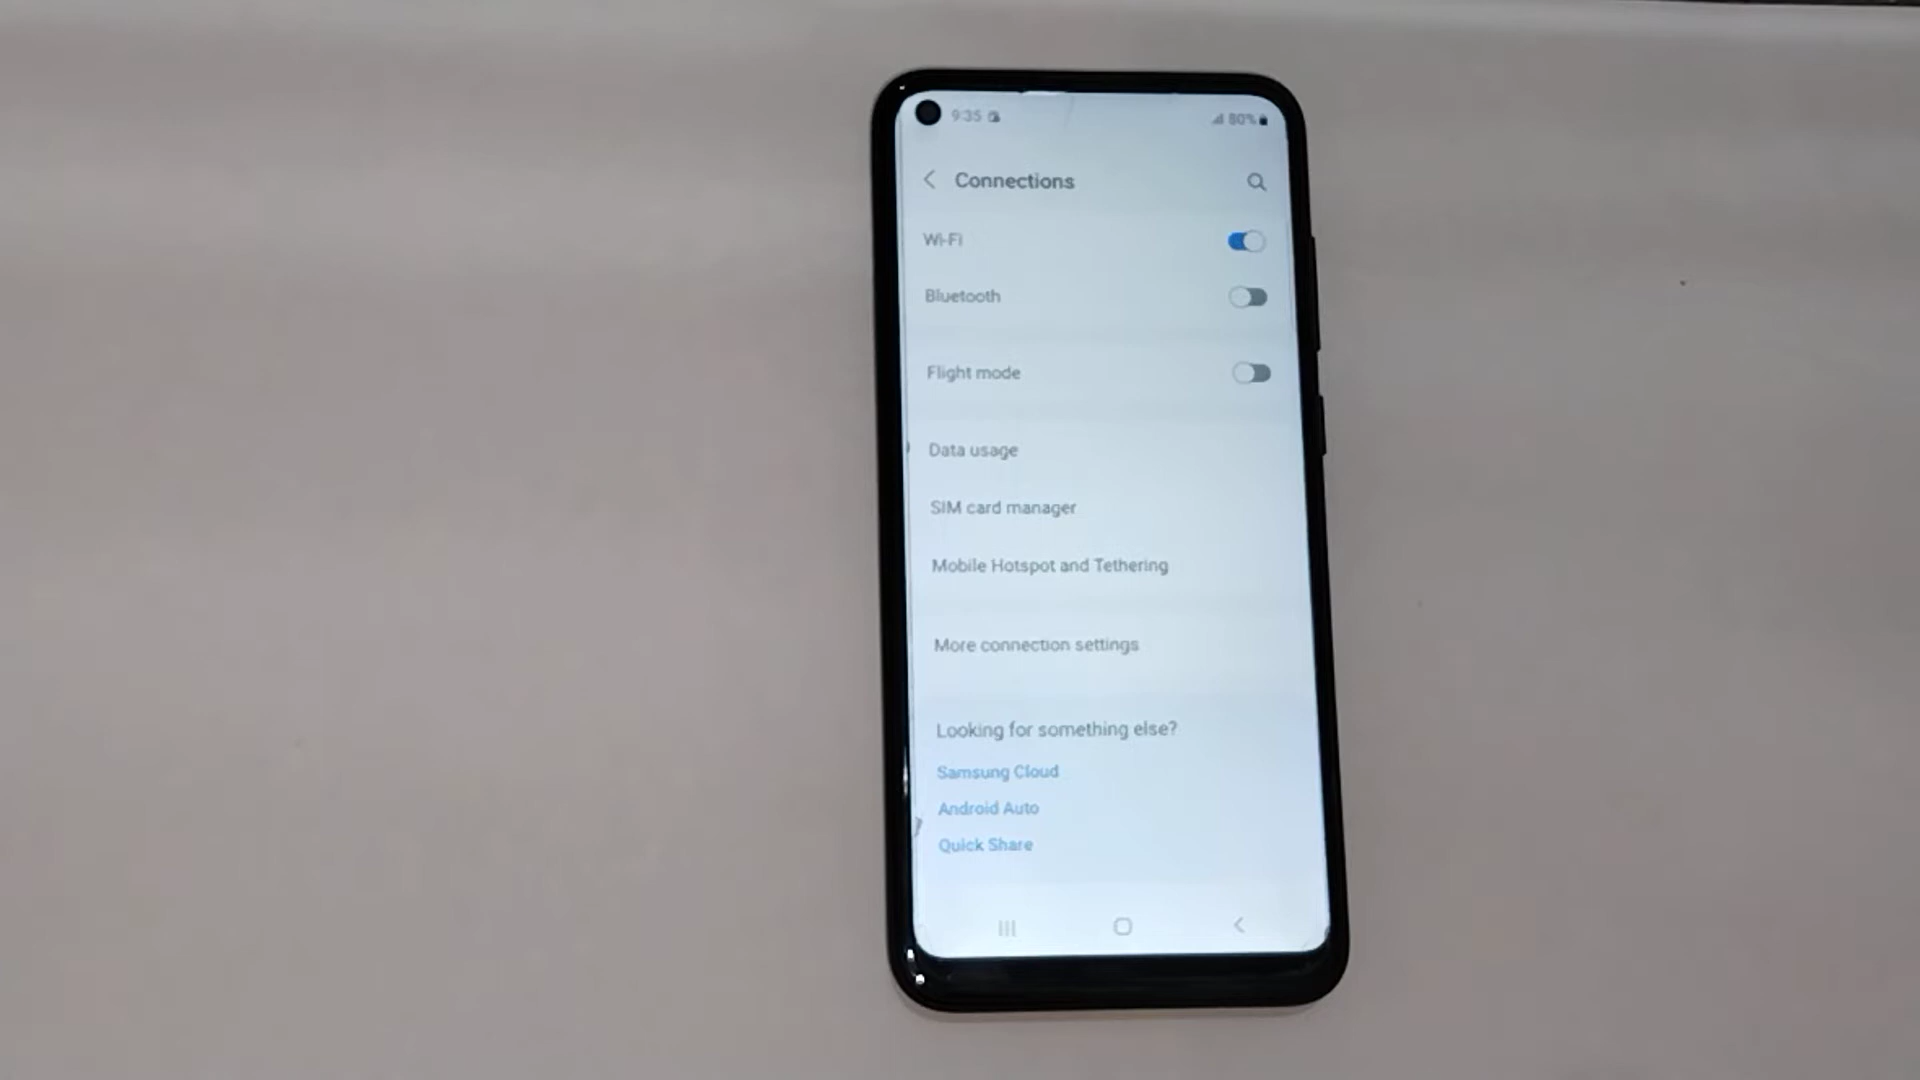 9:35
80%
Connections
Wi-Fi
Bluetooth
Flight mode
Data usage
SIM card manager
Mobile Hotspot and Tethering
More connection settings
Looking for something else?
Samsung Cloud
Android Auto
Quick Share